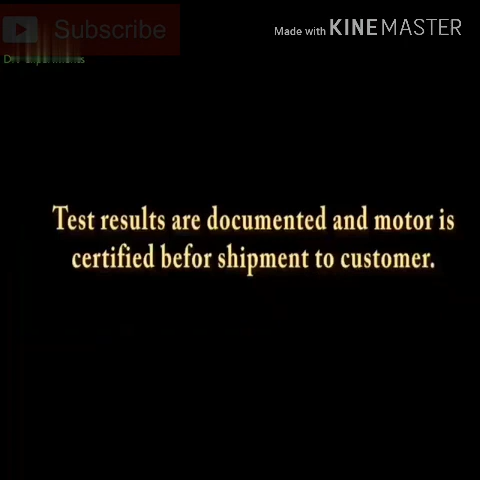 Subscribe
Made with KINEMASTER
Test results are documented and motor is
certified befor shipment to customer.